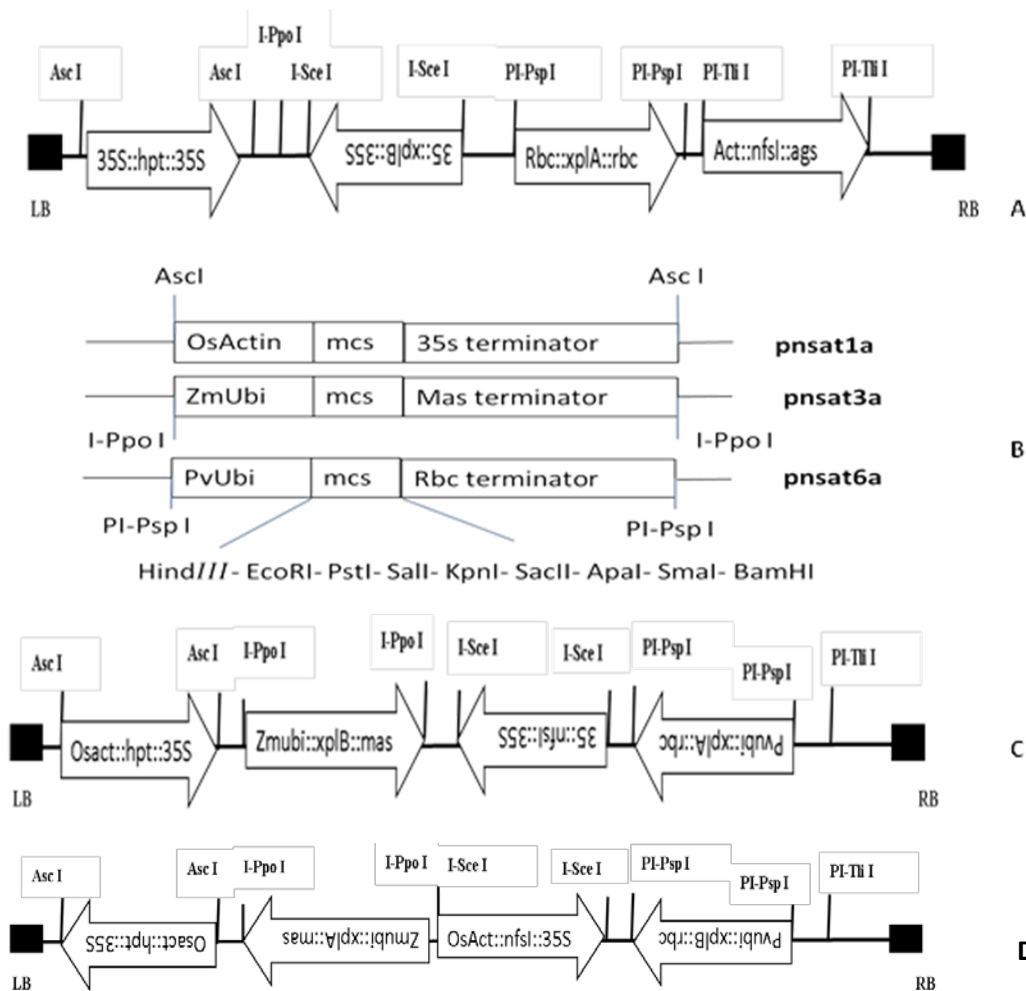 I-Ppo I
Asc I Asc I I-Sce I I-Sce I PI-Psp I PI-Psp I PI-Tli I PI-Tli I
35S::hpt::35S 35::xplB::35S Rbc::xplA::rbc Act::nfsI::ags
LB RB A
AscI Asc I
OsActin mcs 35s terminator pnsat1a
ZmUbi mcs Mas terminator pnsat3a
I-Ppo I I-Ppo I B
PvUbi mcs Rbc terminator pnsat6a
PI-Psp I PI-Psp I
HindIII- EcoRI- PstI- SalI- KpnI- SacII- ApaI- SmaI- BamHI
Asc I Asc I I-Ppo I I-Ppo I I-Sce I I-Sce I PI-Psp I PI-Psp I PI-Tli I
Osact::hpt::35S Zmubi::xplB::mas 35::nfsI::35S Pvubi::xplA::rbc C
LB RB
Asc I Asc I I-Ppo I I-Ppo I I-Sce I I-Sce I PI-Psp I PI-Psp I PI-Tli I
Osact::hpt::35S Zmubi::xplA::mas OsAct::nfsI::35S Pvubi::xplB::rbc D
LB RB